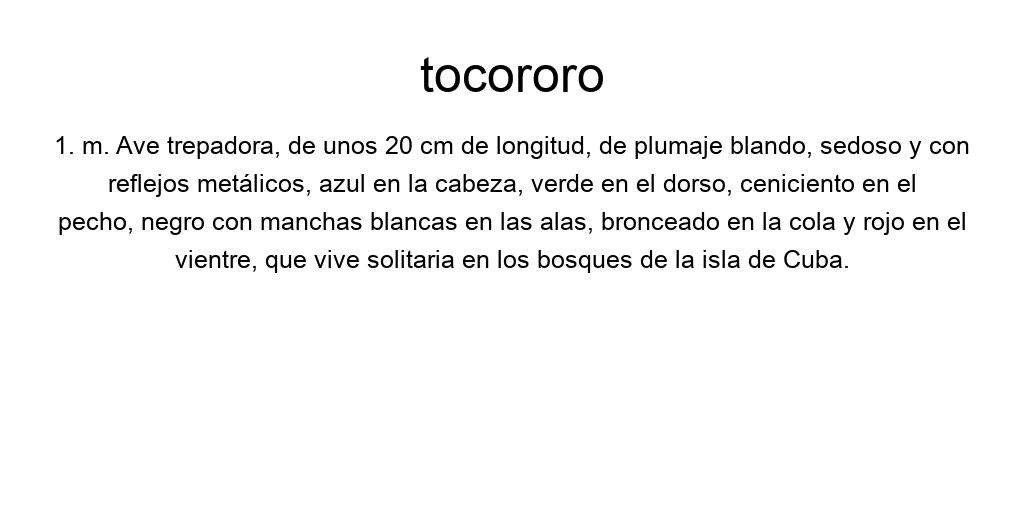 tocororo
1. m. Ave trepadora, de unos 20 cm de longitud, de plumaje blando, sedoso y con
reflejos metálicos, azul en la cabeza, verde en el dorso, ceniciento en el
pecho, negro con manchas blancas en las alas, bronceado en la cola y rojo en el
vientre, que vive solitaria en los bosques de la isla de Cuba.